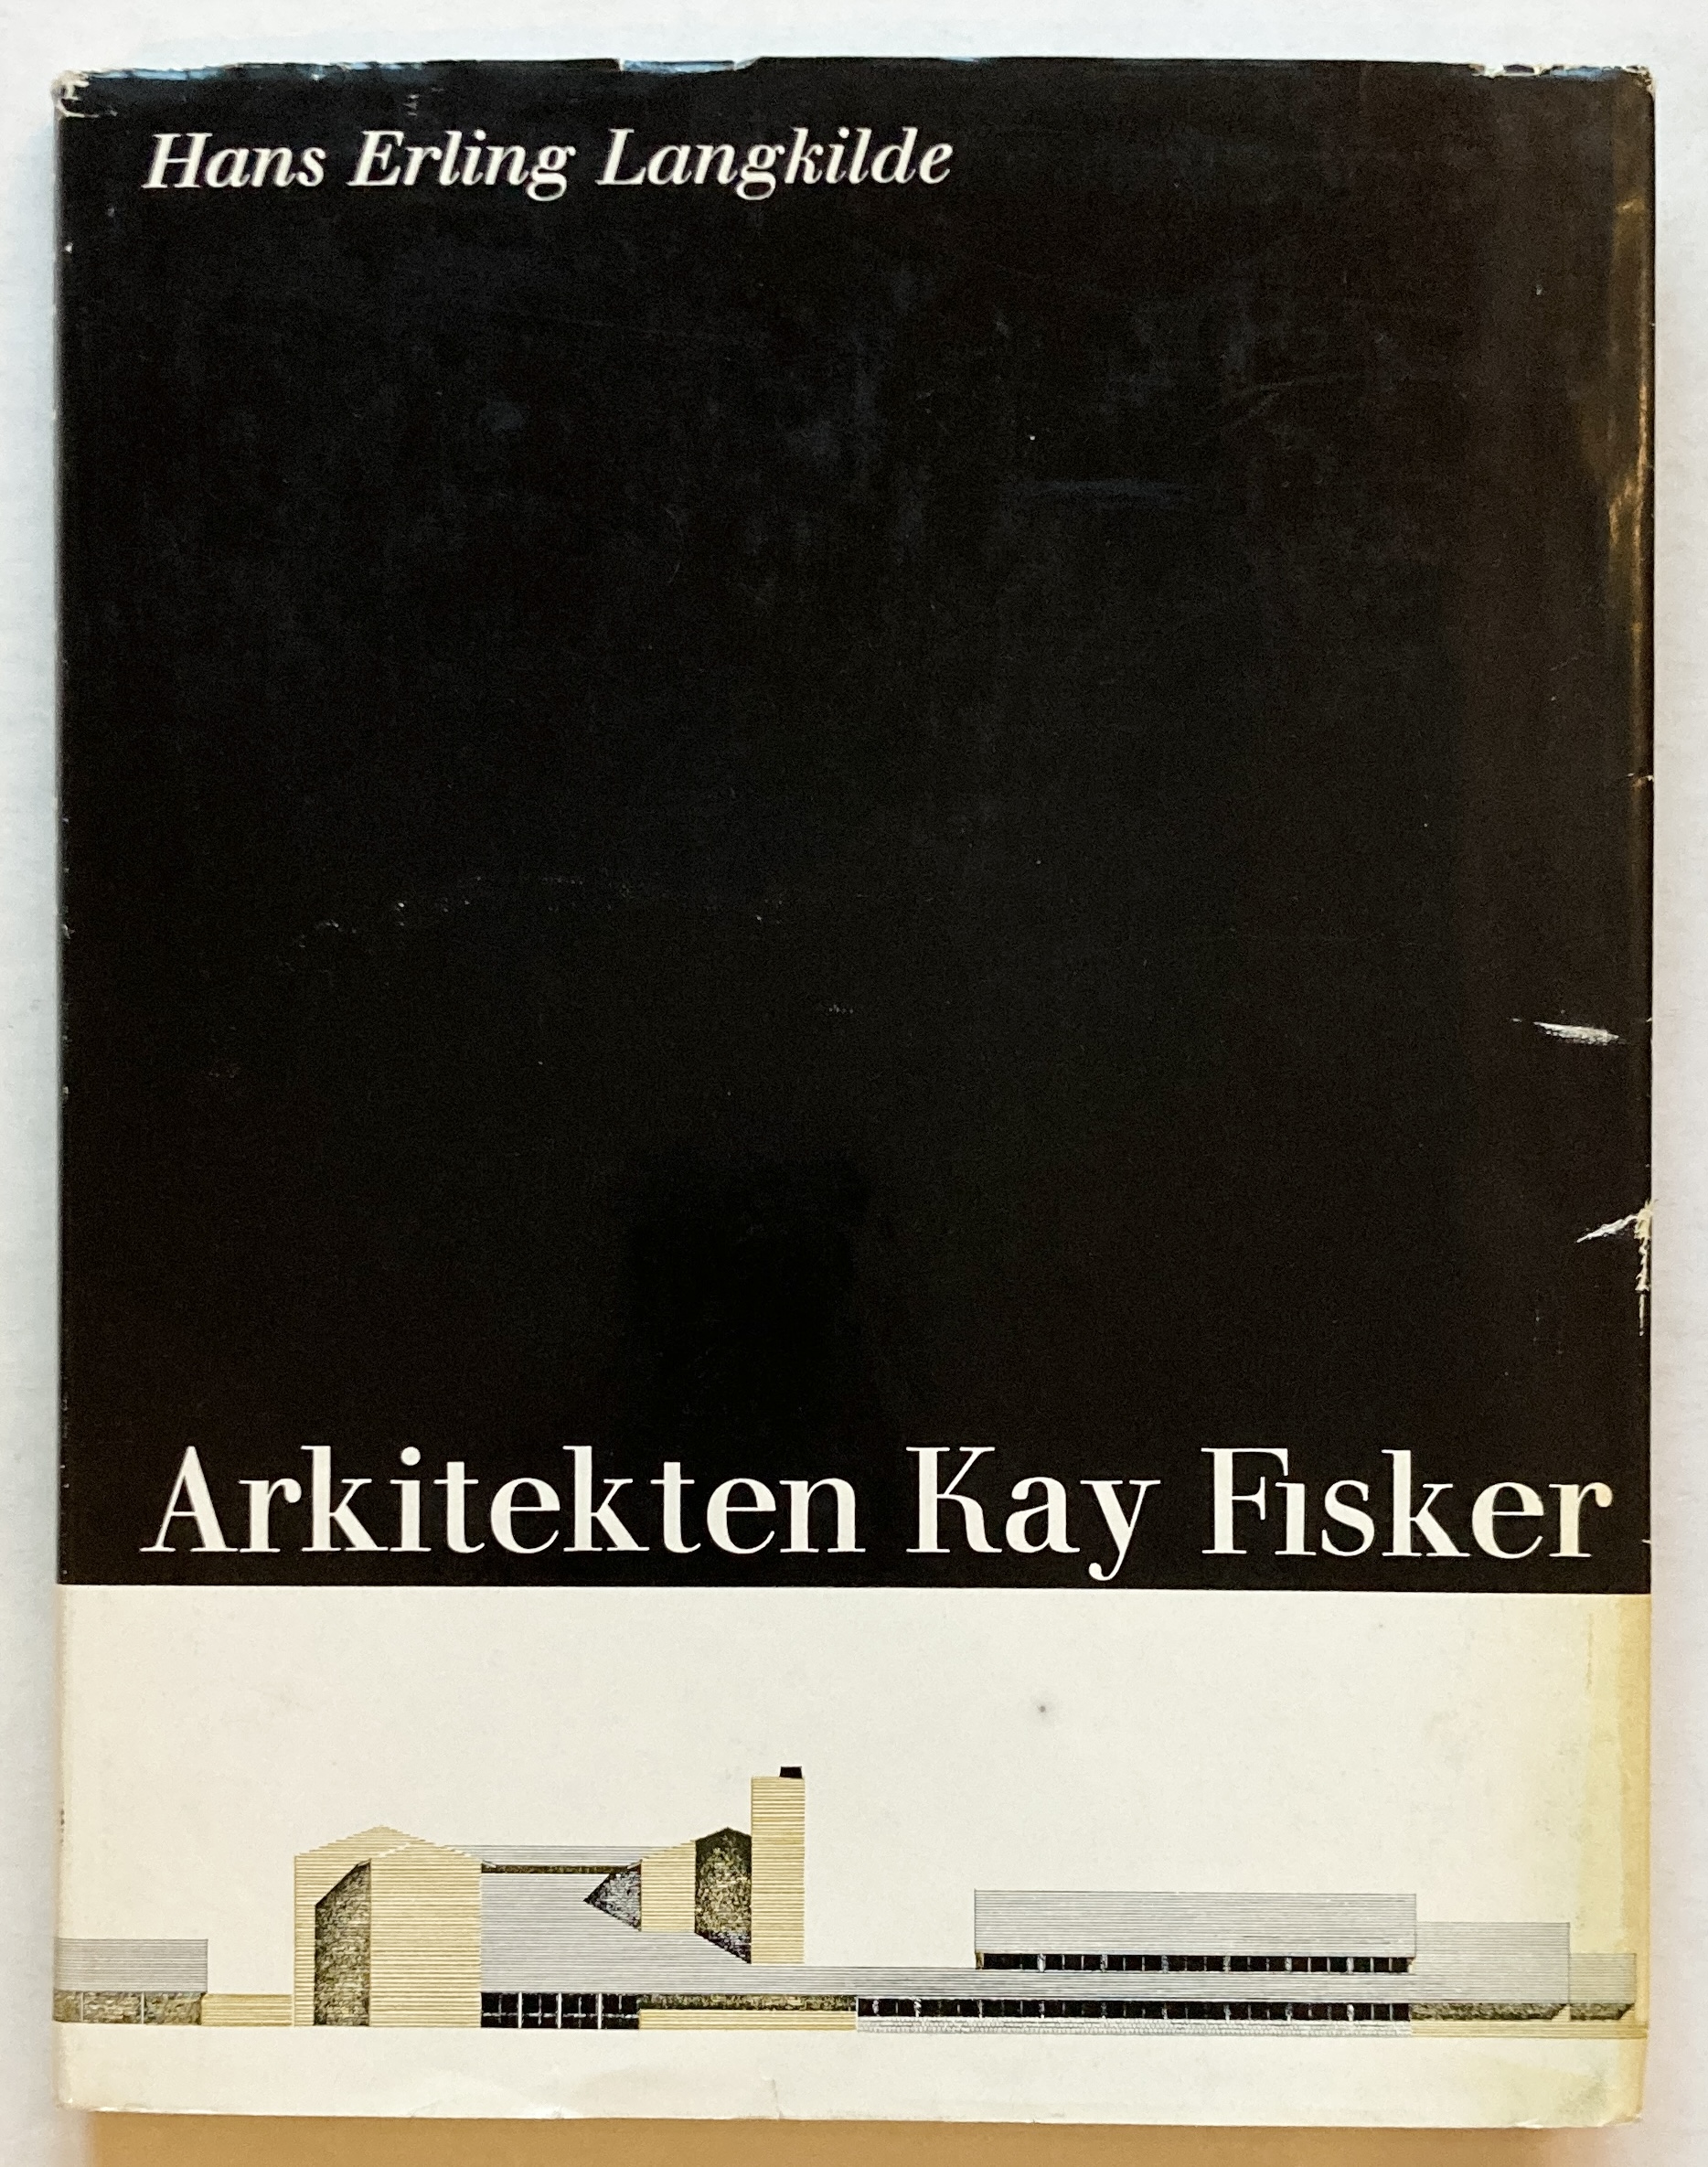 Hans Erling Langkilde
Arkitekten Kay Fisker